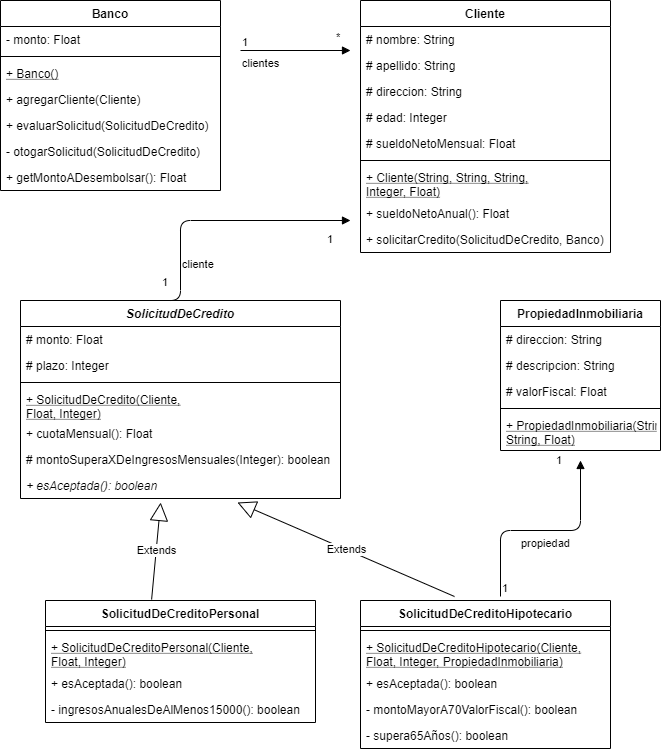 Banco
- monto: Float
+ Banco()
+ agregarCliente(Cliente)
+ evaluarSolicitud(SolicitudDeCredito)
- otogarSolicitud(SolicitudDeCredito)
+ getMontoADesembolsar(): Float
1
*
clientes
Cliente
# nombre: String
# apellido: String
# direccion: String
# edad: Integer
# sueldoNetoMensual: Float
+ Cliente(String, String, String,
Integer, Float)
+ sueldoNetoAnual(): Float
+ solicitarCredito(SolicitudDeCredito, Banco)
1
cliente
1
SolicitudDeCredito
# monto: Float
# plazo: Integer
+ SolicitudDeCredito(Cliente,
Float, Integer)
+ cuotaMensual(): Float
# montoSuperaXDeIngresosMensuales(Integer): boolean
+ esAceptada(): boolean
PropiedadInmobiliaria
# direccion: String
# descripcion: String
# valorFiscal: Float
+ PropiedadInmobiliaria(Strin
String, Float)
1
propiedad
1
Extends
Extends
SolicitudDeCreditoPersonal
+ SolicitudDeCreditoPersonal(Cliente,
Float, Integer)
+ esAceptada(): boolean
- ingresosAnualesDeAlMenos15000(): boolean
SolicitudDeCreditoHipotecario
+ SolicitudDeCreditoHipotecario(Cliente,
Float, Integer, PropiedadInmobiliaria)
+ esAceptada(): boolean
- montoMayorA70ValorFiscal(): boolean
- supera65Años(): boolean